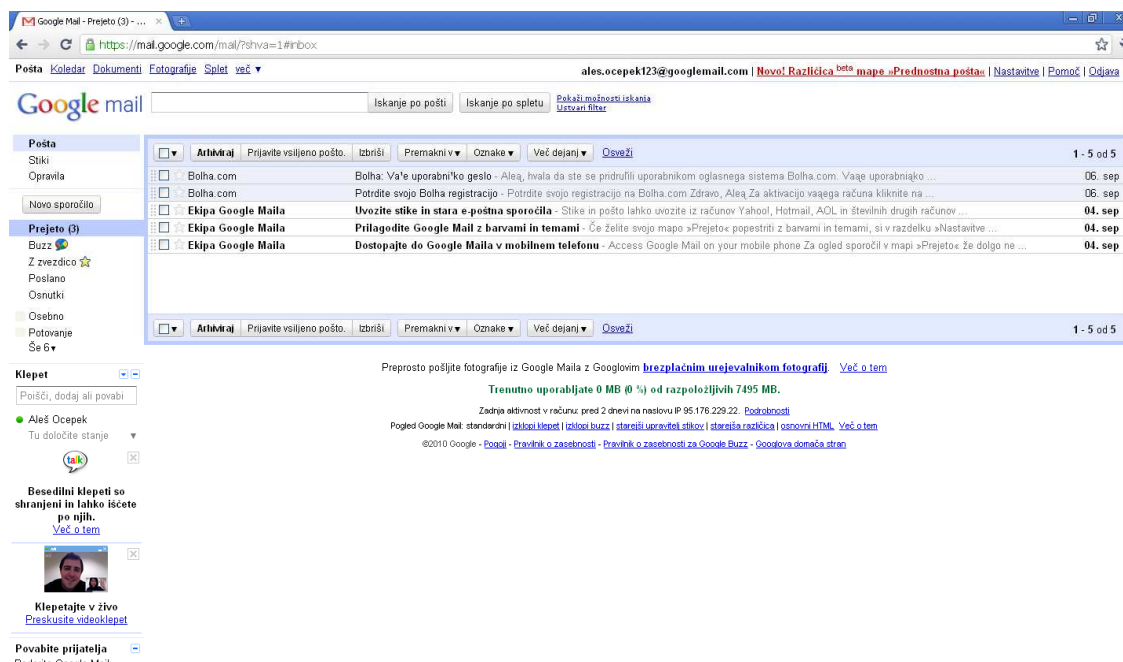 Google Mail - Prejeto (3) - ...
https://mail.google.com/mail/?shva=1#inbox
Pošta Koledar Dokumenti Fotografije Splet več ▼
ales.ocepek123@googlemail.com | Novo! Različica beta mape »Prednostna pošta« | Nastavitve | Pomoč | Odjava
Google mail
Iskanje po pošti Iskanje po spletu
Pokaži možnosti iskanja
Ustvari filter
Pošta
Stiki
Opravila
Novo sporočilo
Prejeto (3)
Buzz
Z zvezdico
Poslano
Osnutki
Osebno
Potovanje
Še 6▼
Klepet
Poišči, dodaj ali povabi
Aleš Ocepek
Tu določite stanje ▼
talk
Besedilni klepeti so
shranjeni in lahko iščete
po njih.
Več o tem
Klepetajte v živo
Preskusite videoklepet
Povabite prijatelja
Arhiviraj Prijavite vsiljeno pošto. Izbriši Premakni v ▼ Oznake ▼ Več dejanj ▼ Osveži 1 - 5 od 5
Bolha.com Bolha: Va'e uporabni'ko geslo - Aleą, hvala da ste se pridruľili uporabnikom oglasnega sistema Bolha.com. Vaąe uporabniąko ... 06. sep
Bolha.com Potrdite svojo Bolha registracijo - Potrdite svojo registracijo na Bolha.com Zdravo, Aleą Za aktivacijo vaąega računa kliknite na ... 06. sep
Ekipa Google Maila Uvozite stike in stara e-poštna sporočila - Stike in pošto lahko uvozite iz računov Yahoo!, Hotmail, AOL in številnih drugih računov ... 04. sep
Ekipa Google Maila Prilagodite Google Mail z barvami in temami - Če želite svojo mapo »Prejeto« popestriti z barvami in temami, si v razdelku »Nastavitve ... 04. sep
Ekipa Google Maila Dostopajte do Google Maila v mobilnem telefonu - Access Google Mail on your mobile phone Za ogled sporočil v mapi »Prejeto« že dolgo ne ... 04. sep
Arhiviraj Prijavite vsiljeno pošto. Izbriši Premakni v ▼ Oznake ▼ Več dejanj ▼ Osveži 1 - 5 od 5
Preprosto pošljite fotografije iz Google Maila z Googlovim brezplačnim urejevalnikom fotografij. Več o tem
Trenutno uporabljate 0 MB (0 %) od razpoložljivih 7495 MB.
Zadnja aktivnost v računu: pred 2 dnevi na naslovu IP 95.176.229.22. Podrobnosti
Pogled Google Mail: standardni | izklopi klepet | izklopi buzz | starejši upravitelj stikov | starejša različica | osnovni HTML Več o tem
©2010 Google - Pogoji - Pravilnik o zasebnosti - Pravilnik o zasebnosti za Google Buzz - Googlova domača stran